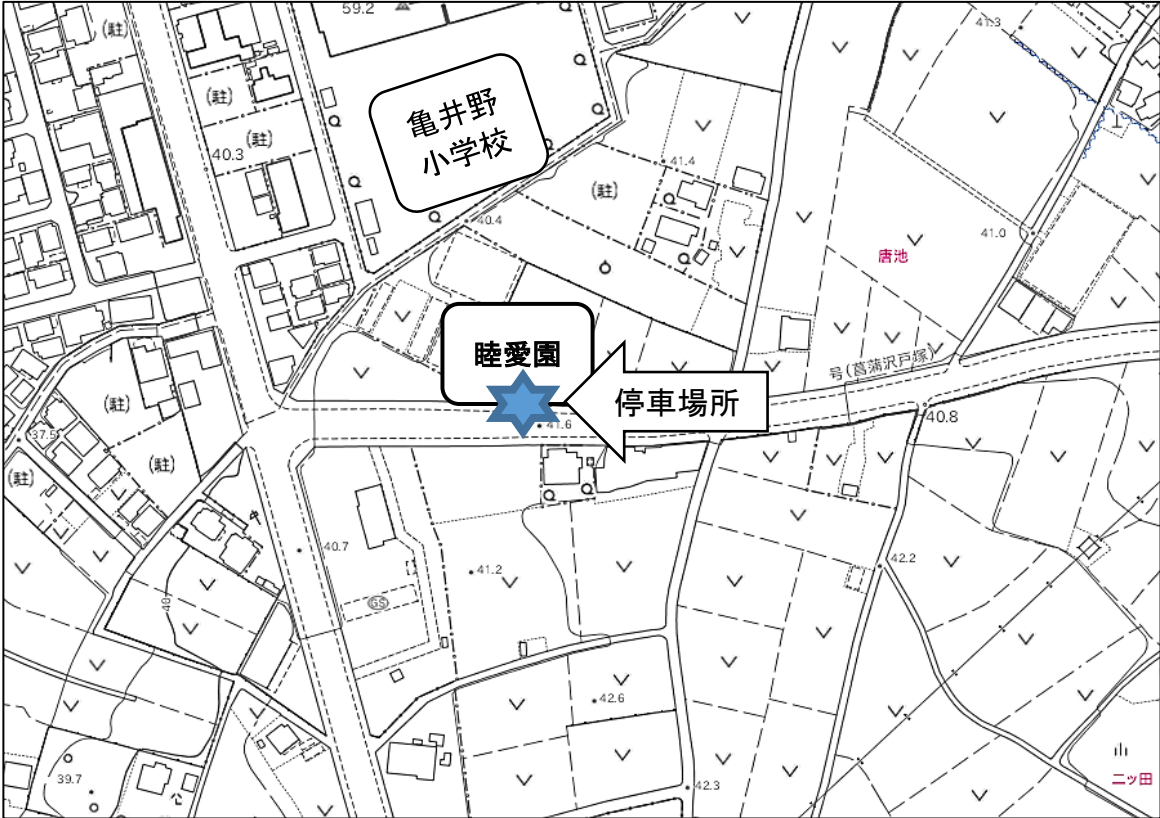 59.2
(駐)
41.3
(駐)
亀井野
小学校
(駐)
40.3
41.4
(駐)
40.4
41.0
唐池
睦愛園
号(菖蒲沢戸塚)
停車場所
(駐)
41.6
40.8
37.5
(駐)
(駐)
40.7
42.2
41.2
40
GS
42.6
39.7
42.3
二ッ田